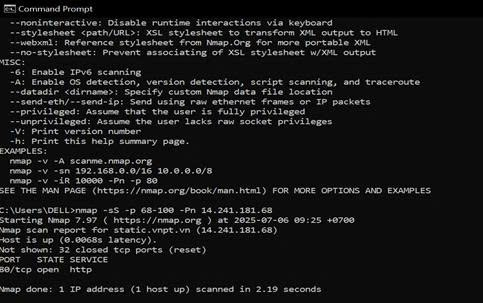 Command Prompt
--noninteractive: Disable runtime interactions via keyboard
--stylesheet <path/URL>: XSL stylesheet to transform XML output to HTML
--webxml: Reference stylesheet from Nmap.Org for more portable XML
--no-stylesheet: Prevent associating of XSL stylesheet w/XML output
MISC:
-6: Enable IPv6 scanning
-A: Enable OS detection, version detection, script scanning, and traceroute
--datadir <dirname>: Specify custom Nmap data file location
--send-eth/--send-ip: Send using raw ethernet frames or IP packets
--privileged: Assume that the user is fully privileged
--unprivileged: Assume the user lacks raw socket privileges
-V: Print version number
-h: Print this help summary page.
EXAMPLES:
nmap -v -A scanme.nmap.org
nmap -v -sn 192.168.0.0/16 10.0.0.0/8
nmap -v -iR 10000 -Pn -p 80
SEE THE MAN PAGE (https://nmap.org/book/man.html) FOR MORE OPTIONS AND EXAMPLES
C:\Users\DELL>nmap -sS -p 68-100 -Pn 14.241.181.68
Starting Nmap 7.97 ( https://nmap.org ) at 2025-07-06 09:25 +0700
Nmap scan report for static.vnpt.vn (14.241.181.68)
Host is up (0.0068s latency).
Not shown: 32 closed tcp ports (reset)
PORT STATE SERVICE
80/tcp open http
Nmap done: 1 IP address (1 host up) scanned in 2.19 seconds